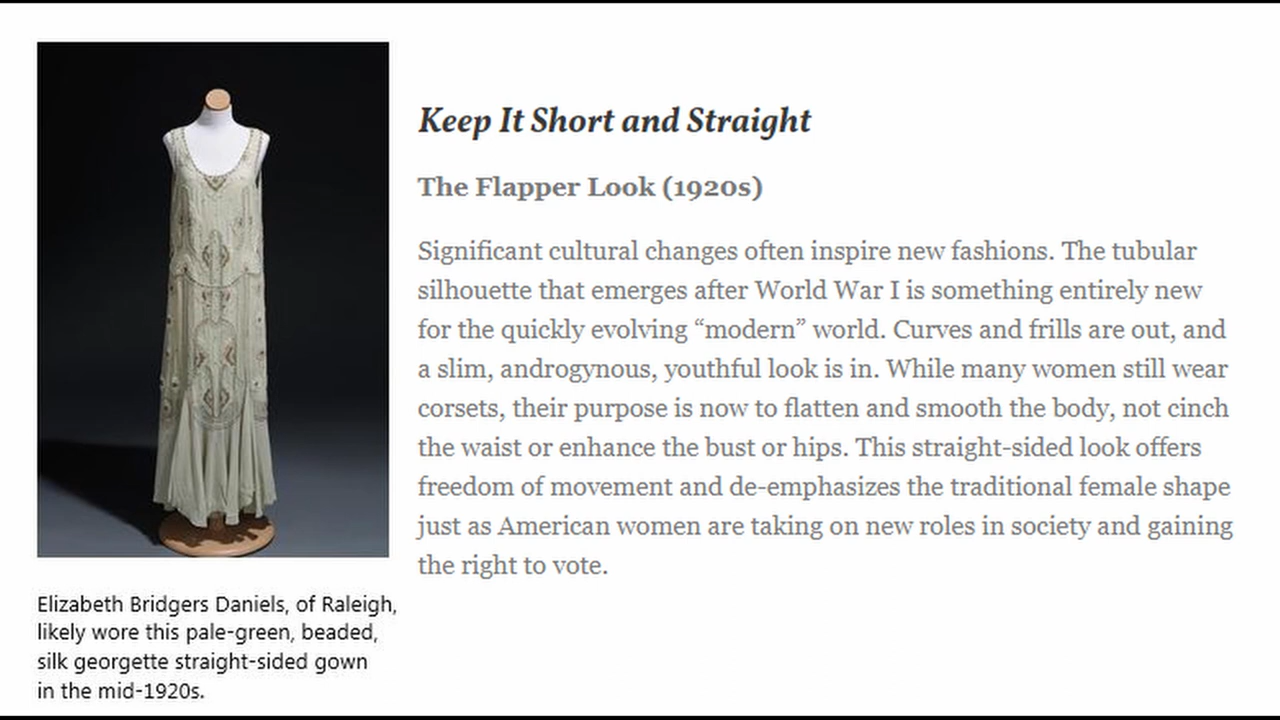 Keep It Short and Straight
The Flapper Look (1920s)
Significant cultural changes often inspire new fashions. The tubular
silhouette that emerges after World War I is something entirely new
for the quickly evolving “modern” world. Curves and frills are out, and
a slim, androgynous, youthful look is in. While many women still wear
corsets, their purpose is now to flatten and smooth the body, not cinch
the waist or enhance the bust or hips. This straight-sided look offers
freedom of movement and de-emphasizes the traditional female shape
just as American women are taking on new roles in society and gaining
the right to vote.
Elizabeth Bridgers Daniels, of Raleigh,
likely wore this pale-green, beaded,
silk georgette straight-sided gown
in the mid-1920s.